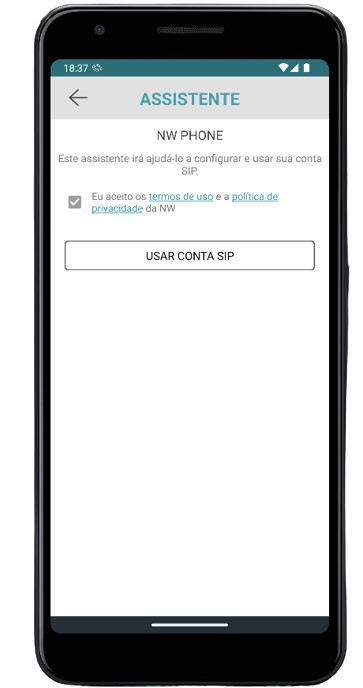 18:37
ASSISTENTE
NW PHONE
Este assistente irá ajudá-lo a configurar e usar sua conta
SIP.
Eu aceito os termos de uso e a política de
privacidade da NW
USAR CONTA SIP